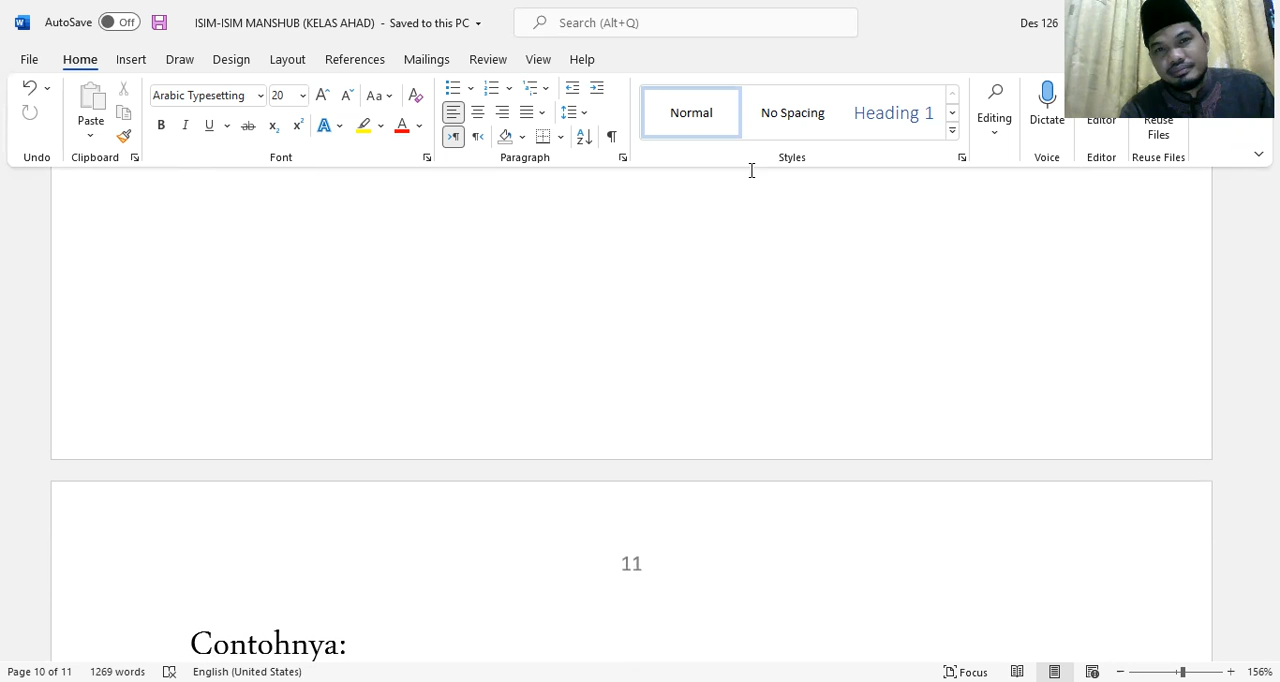 AutoSave Off ISIM-ISIM MANSHUB (KELAS AHAD) - Saved to this PC Search (Alt+Q) Des 126
File Home Insert Draw Design Layout References Mailings Review View Help
Paste Arabic Typesetting 20 Aa Normal No Spacing Heading 1 Editing Dictate Editor Reuse Files
Undo Clipboard Font Paragraph Styles Voice Editor Reuse Files
11
Contohnya:
Page 10 of 11 1269 words English (United States) Focus 156%